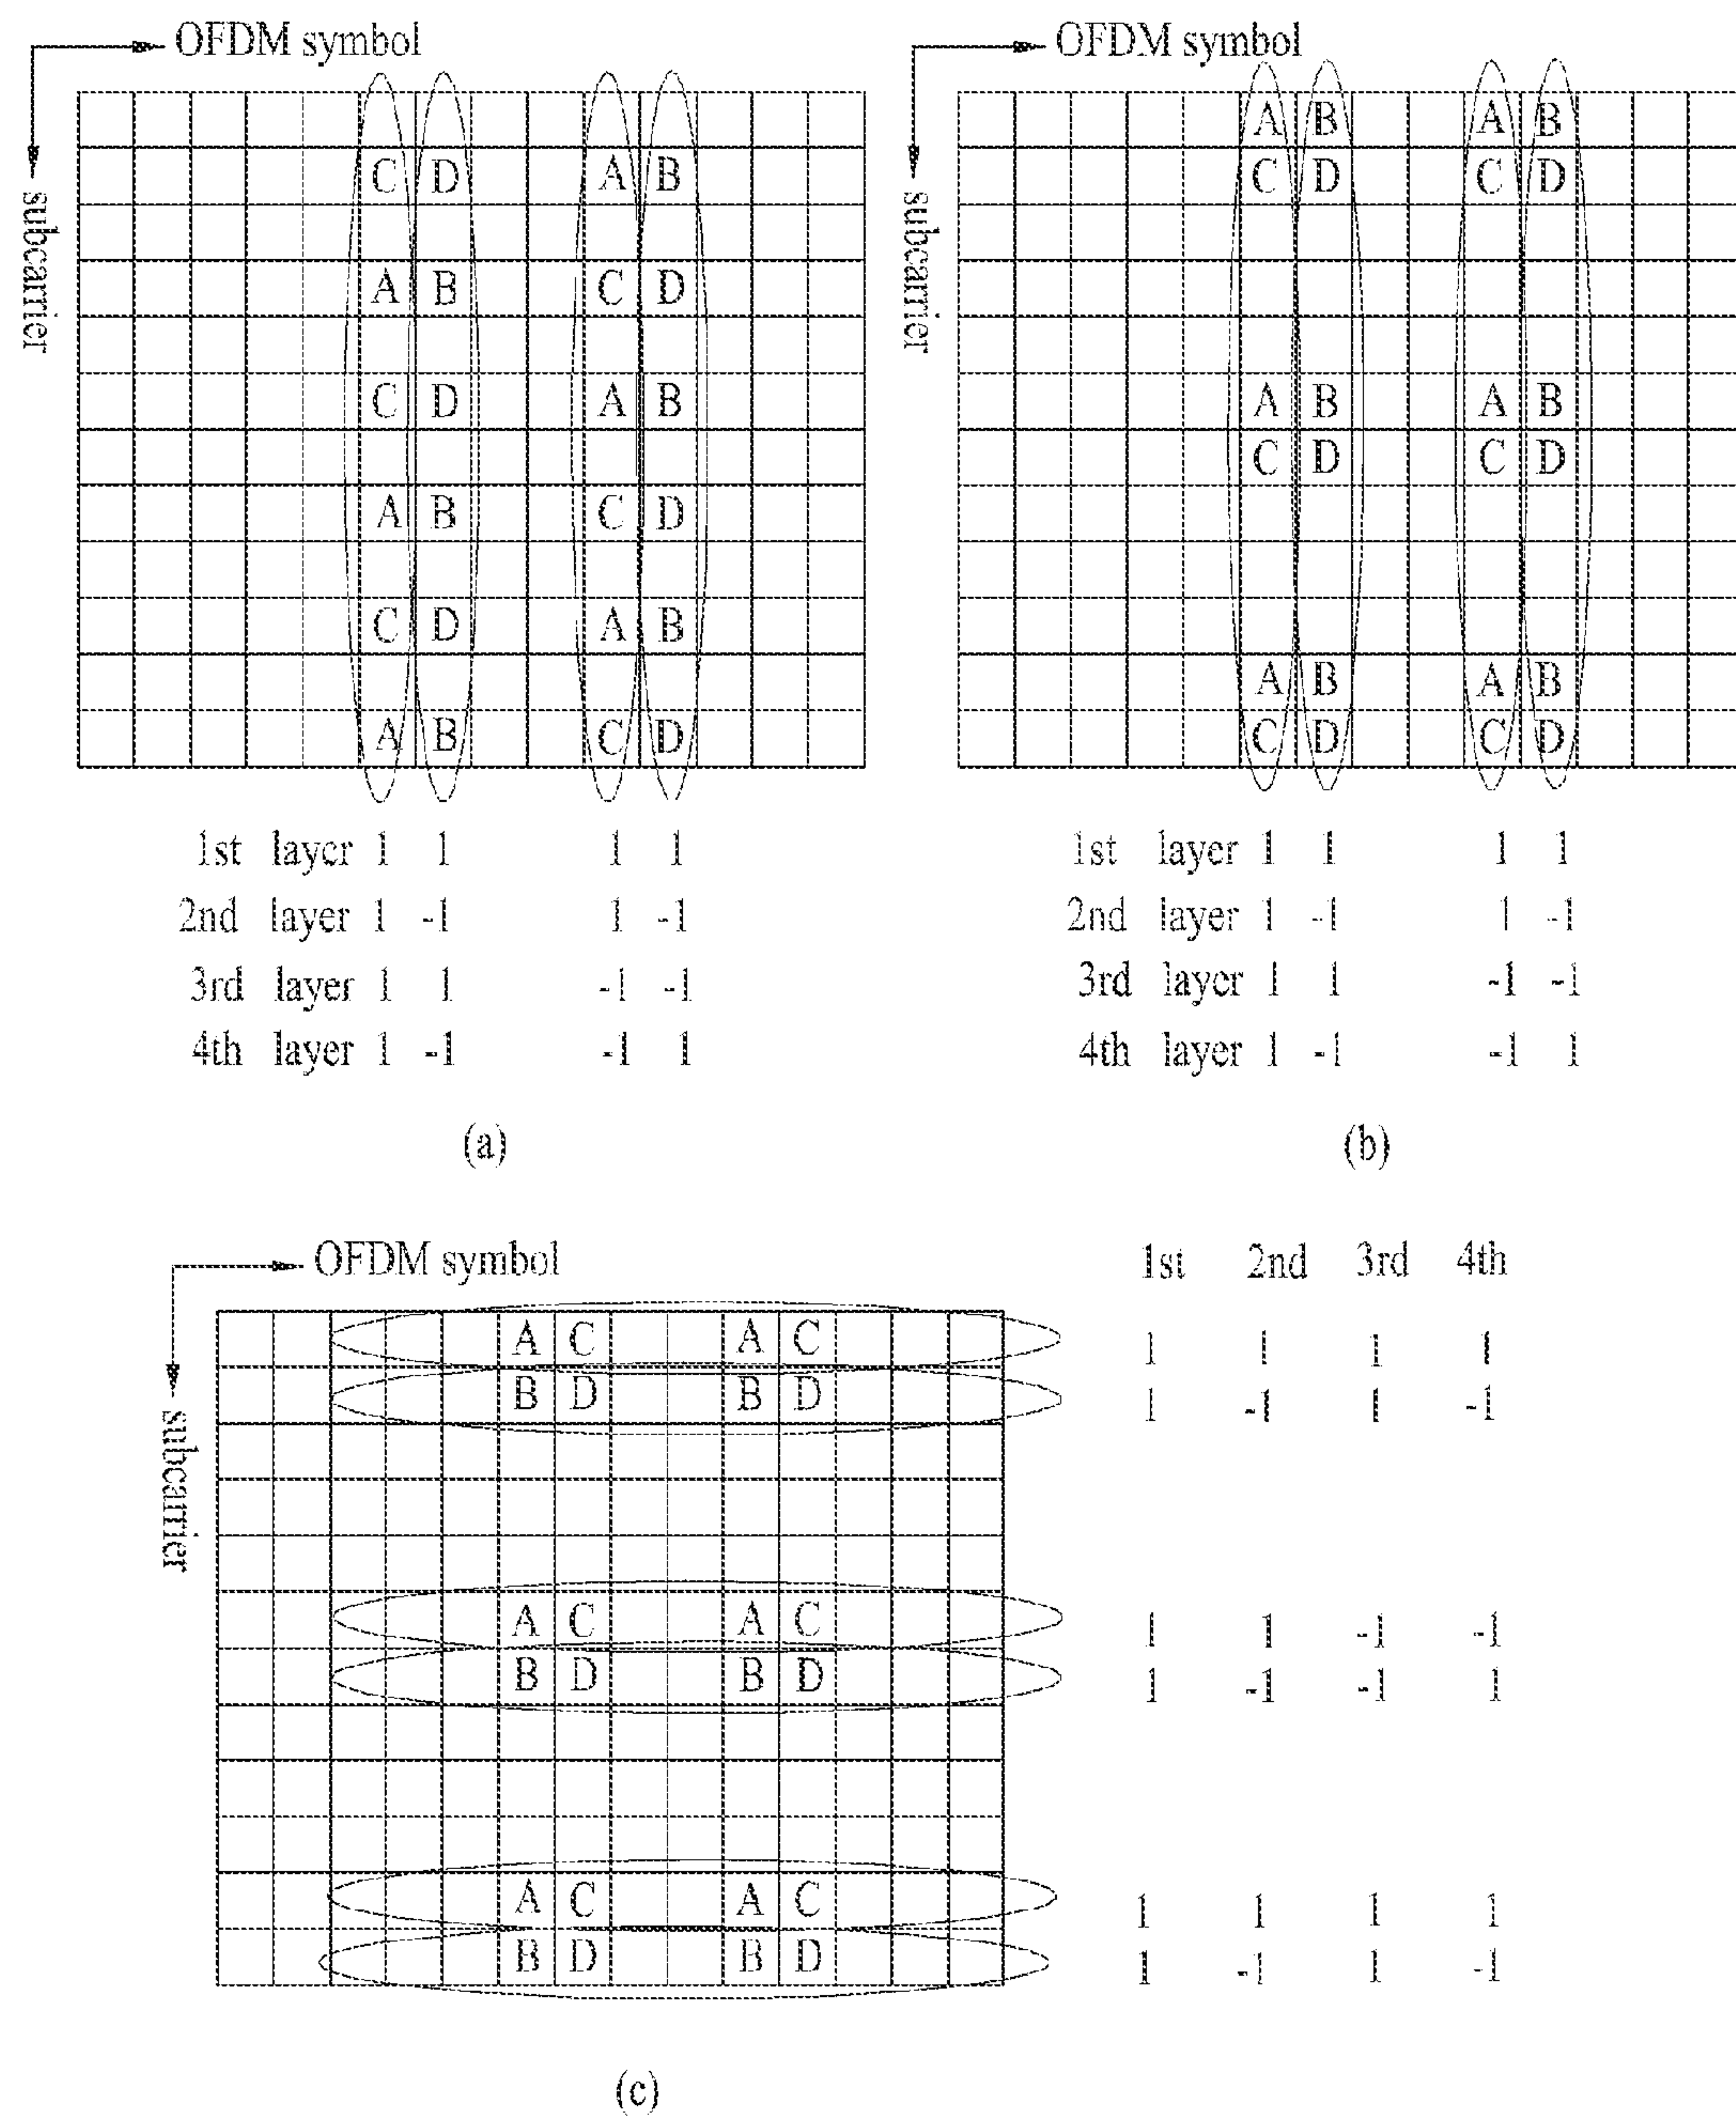 OFDM symbol
subcarrier
C D A B
A B C D
C D A B
A B C D
C D A B
A B C D
1st layer 1 1 1 1
2nd layer 1 -1 1 -1
3rd layer 1 1 -1 -1
4th layer 1 -1 -1 1
(a)
OFDM symbol
subcarrier
A B A B
C D C D
A B A B
C D C D
A B A B
C D C D
1st layer 1 1 1 1
2nd layer 1 -1 1 -1
3rd layer 1 1 -1 -1
4th layer 1 -1 -1 1
(b)
OFDM symbol
subcarrier
1st 2nd 3rd 4th
A C A C 1 1 1 1
B D B D 1 -1 1 -1
A C A C 1 1 -1 -1
B D B D 1 -1 -1 1
A C A C 1 1 1 1
B D B D 1 -1 1 -1
(c)